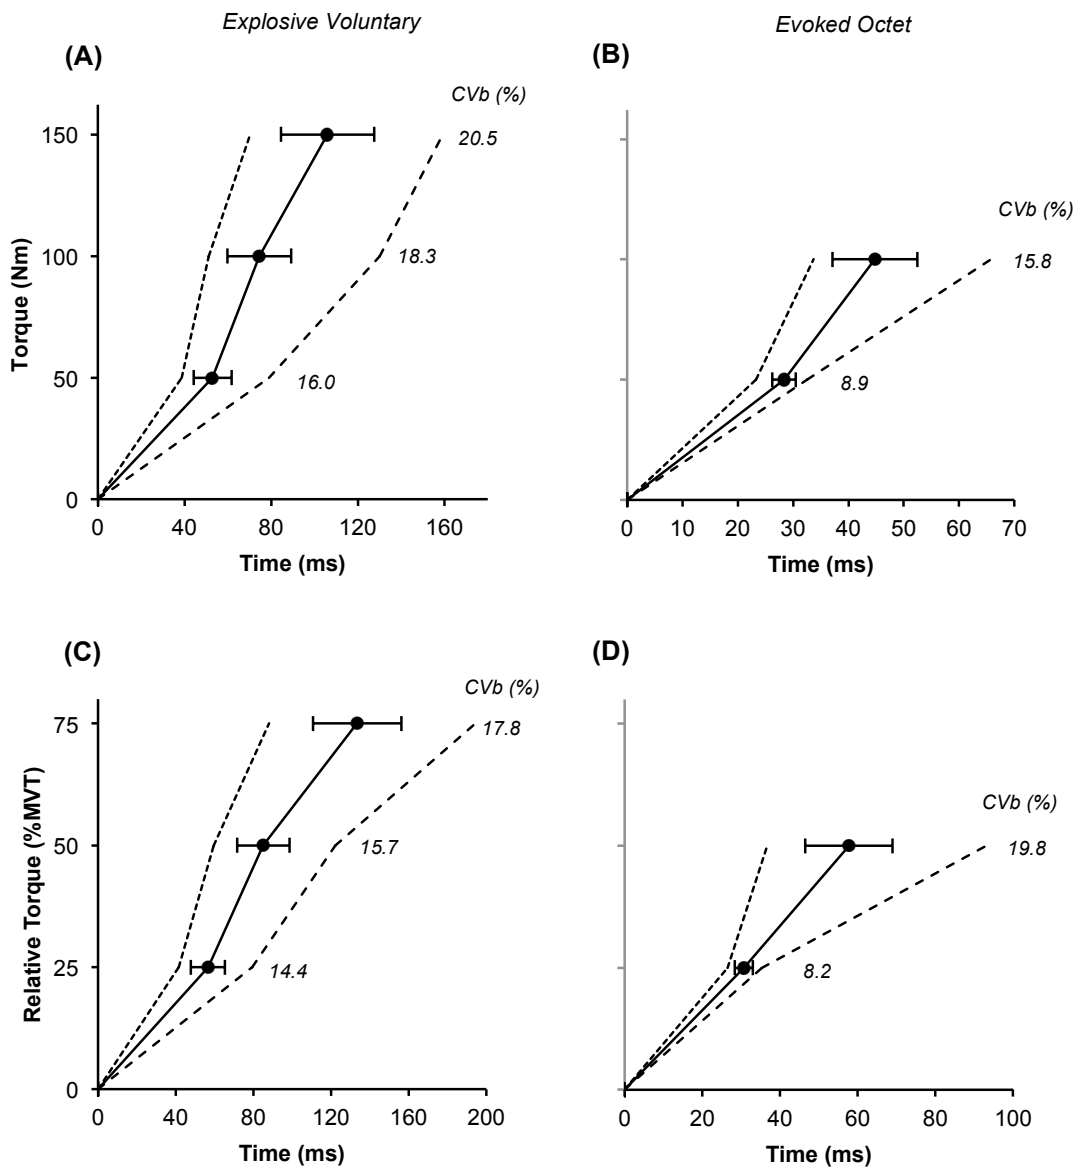 Explosive Voluntary
Evoked Octet
(A)
(B)
CVb (%)
150
20.5
CVb (%)
100
18.3
15.8
Torque (Nm)
50
16.0
8.9
0
0 40 80 120 160
0 10 20 30 40 50 60 70
Time (ms)
Time (ms)
(C)
(D)
CVb (%)
75
17.8
CVb (%)
50
15.7
19.8
Relative Torque (%MVT)
25
14.4
8.2
0
0 40 80 120 160 200
0 20 40 60 80 100
Time (ms)
Time (ms)